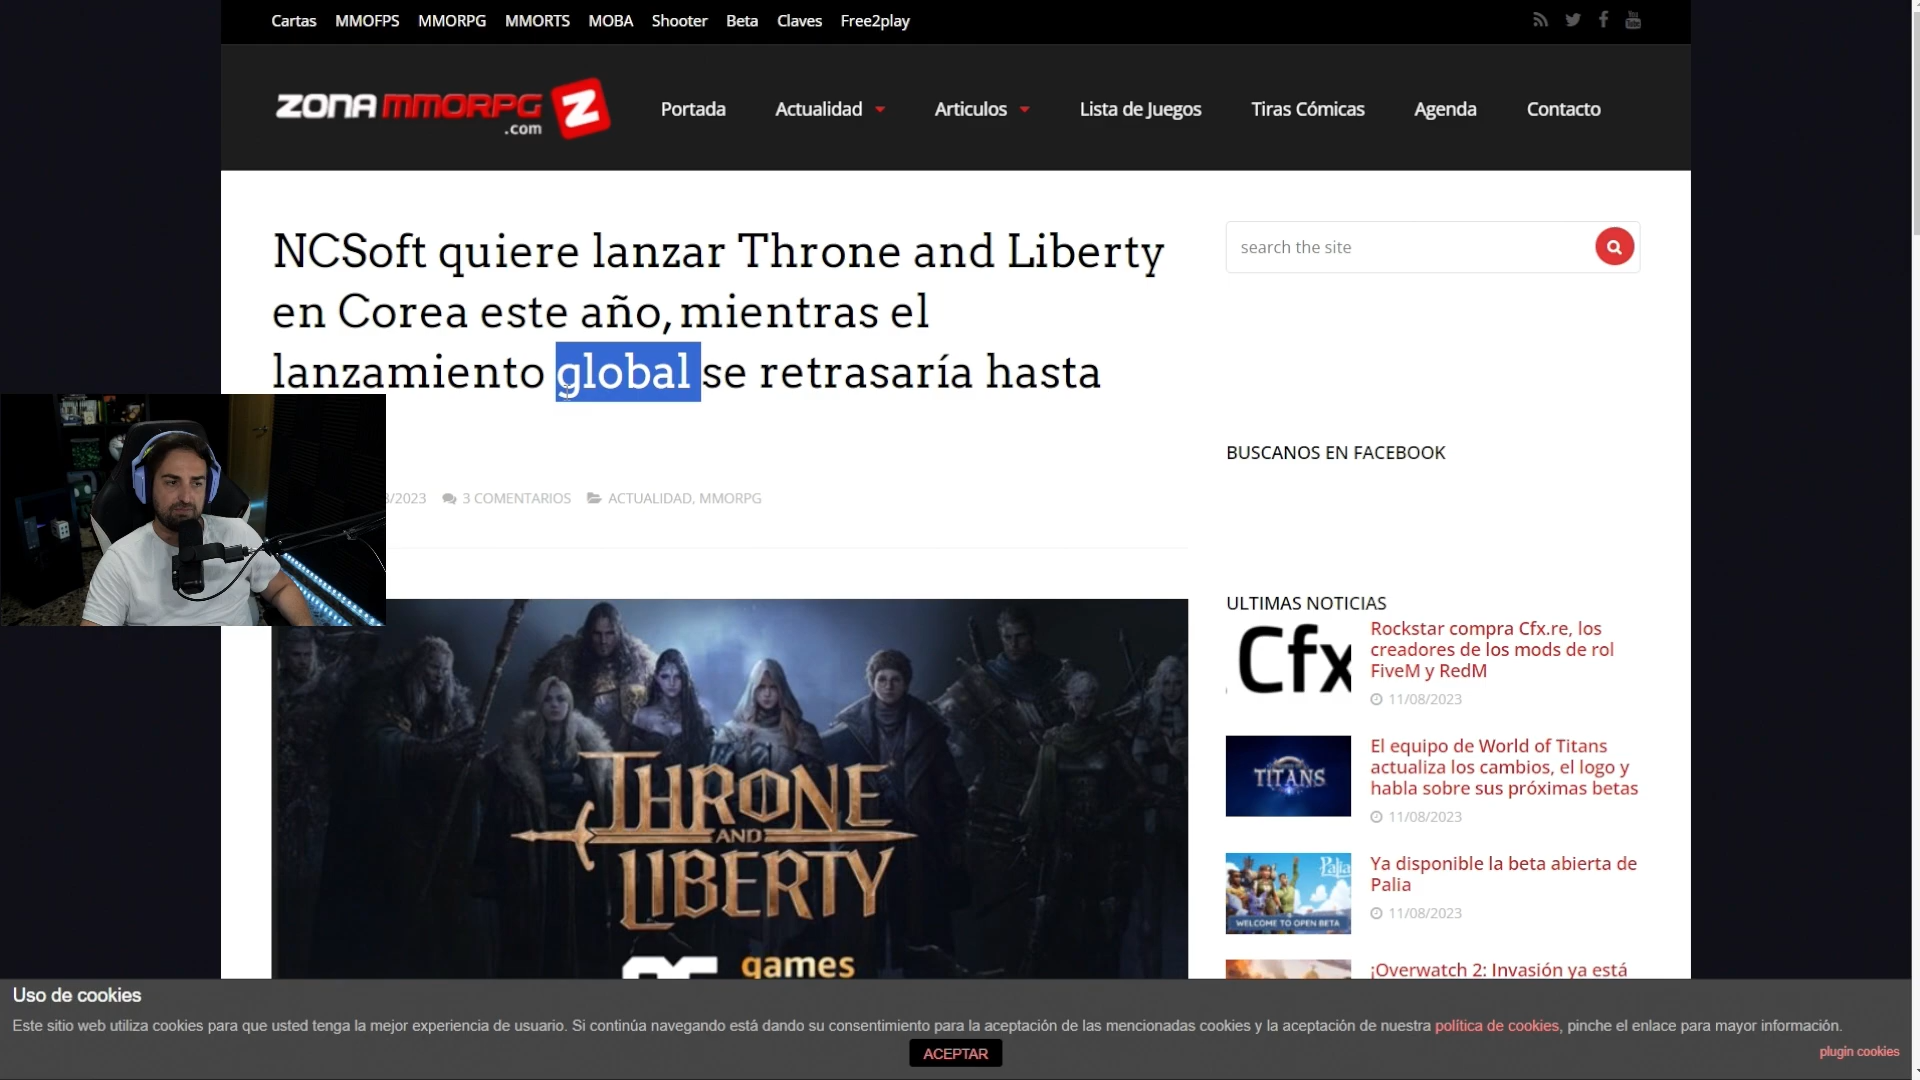 Cartas MMOFPS MMORPG MMORTS MOBA Shooter Beta Claves Free2play
ZONA MMORPG Z
.com
Portada Actualidad Articulos Lista de Juegos Tiras Cómicas Agenda Contacto
NCSoft quiere lanzar Throne and Liberty
en Corea este año, mientras el
lanzamiento global se retrasaría hasta
/2023 3 COMENTARIOS ACTUALIDAD, MMORPG
THRONE
AND
LIBERTY
games
search the site
BUSCANOS EN FACEBOOK
ULTIMAS NOTICIAS
Cfx
Rockstar compra Cfx.re, los
creadores de los mods de rol
FiveM y RedM
11/08/2023
TITANS
El equipo de World of Titans
actualiza los cambios, el logo y
habla sobre sus próximas betas
11/08/2023
Palia
WELCOME TO OPEN BETA
Ya disponible la beta abierta de
Palia
11/08/2023
¡Overwatch 2: Invasión ya está
Uso de cookies
Este sitio web utiliza cookies para que usted tenga la mejor experiencia de usuario. Si continúa navegando está dando su consentimiento para la aceptación de las mencionadas cookies y la aceptación de nuestra política de cookies, pinche el enlace para mayor información.
ACEPTAR
plugin cookies